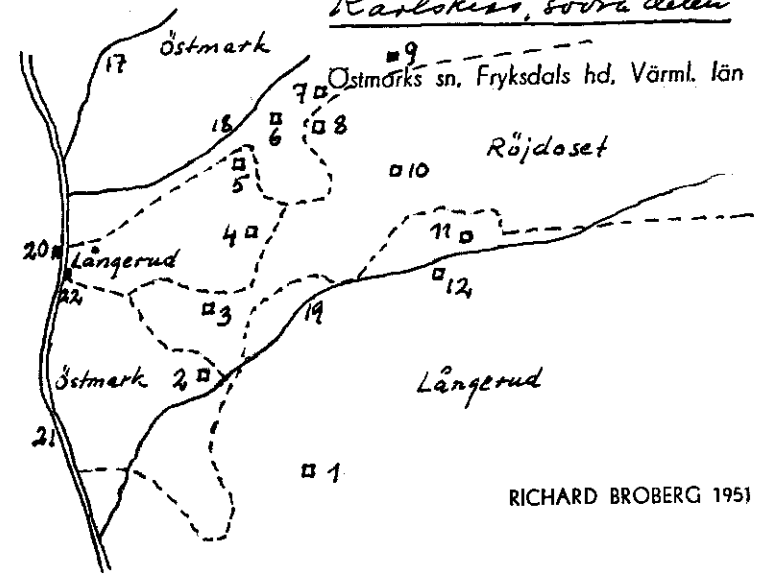 Karlskiss, södra delen
Östmark
17
9
Östmarks sn, Fryksdals hd, Värml. län
7
18
6
8
Röjdoset
5
10
4
11
20
Långerud
22
12
3
19
Östmark
2
Långerud
21
1
RICHARD BROBERG 1951